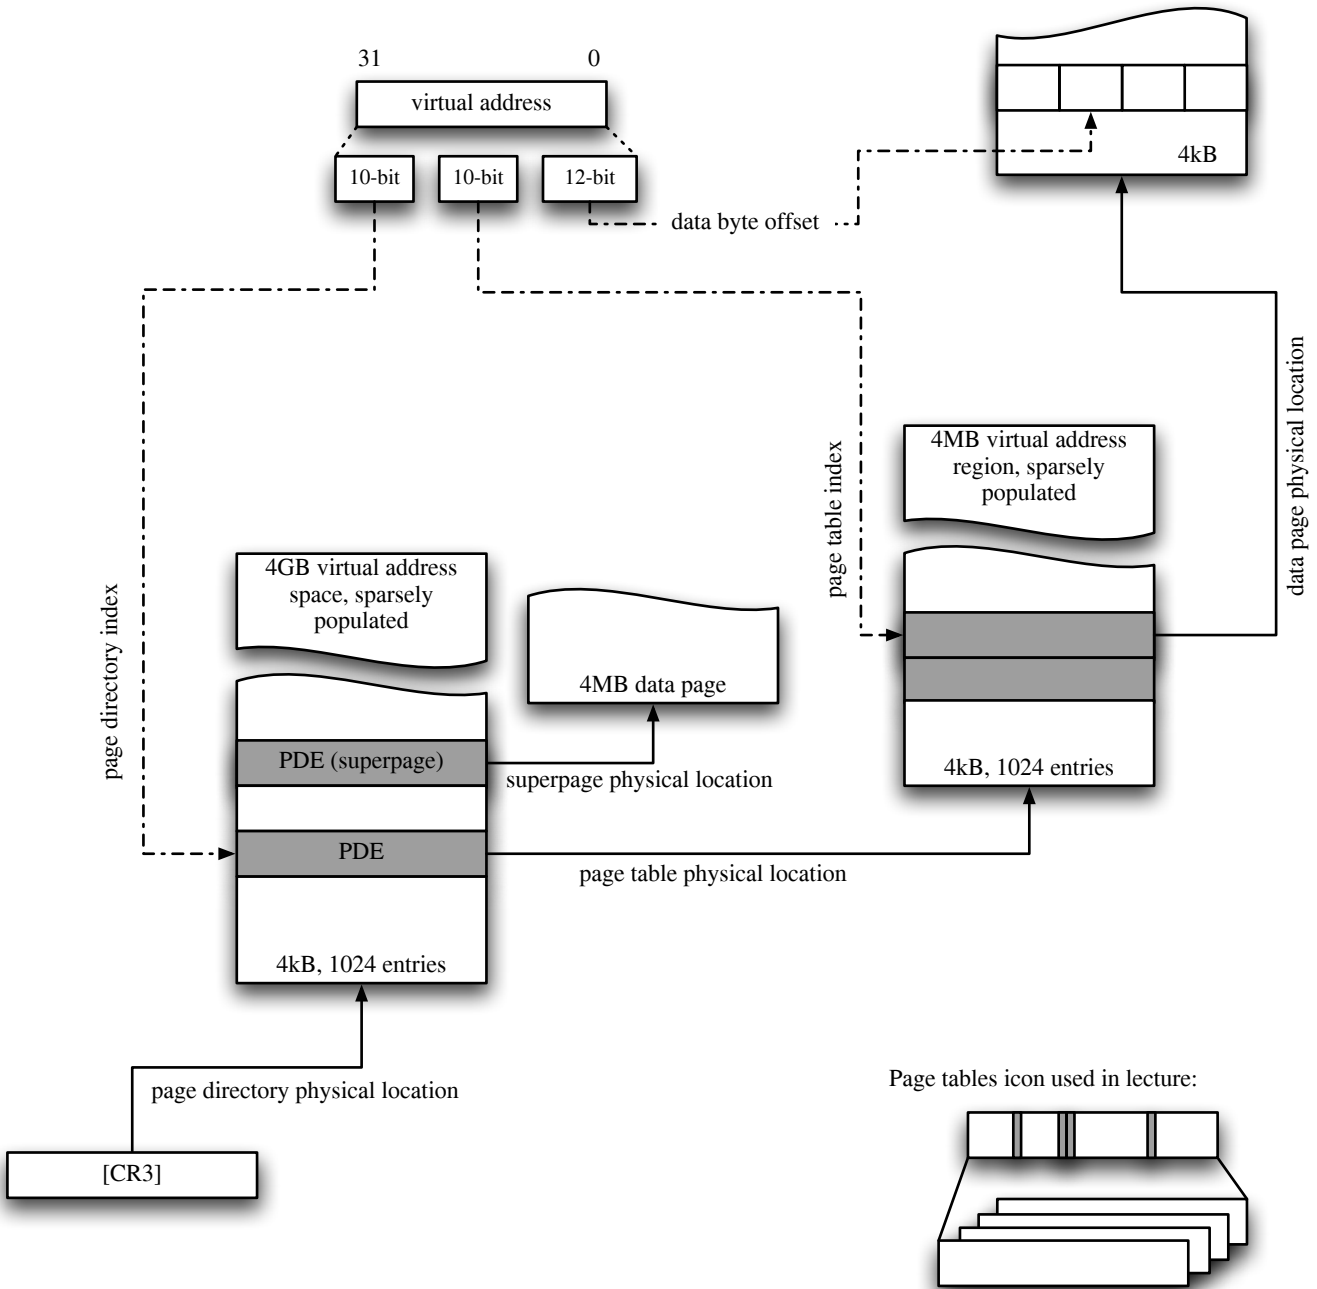 31 0
virtual address
10-bit 10-bit 12-bit
data byte offset
4kB
page directory index
page table index
data page physical location
4MB virtual address
region, sparsely
populated
4kB, 1024 entries
4GB virtual address
space, sparsely
populated
4MB data page
PDE (superpage)
superpage physical location
PDE
page table physical location
4kB, 1024 entries
page directory physical location
[CR3]
Page tables icon used in lecture: